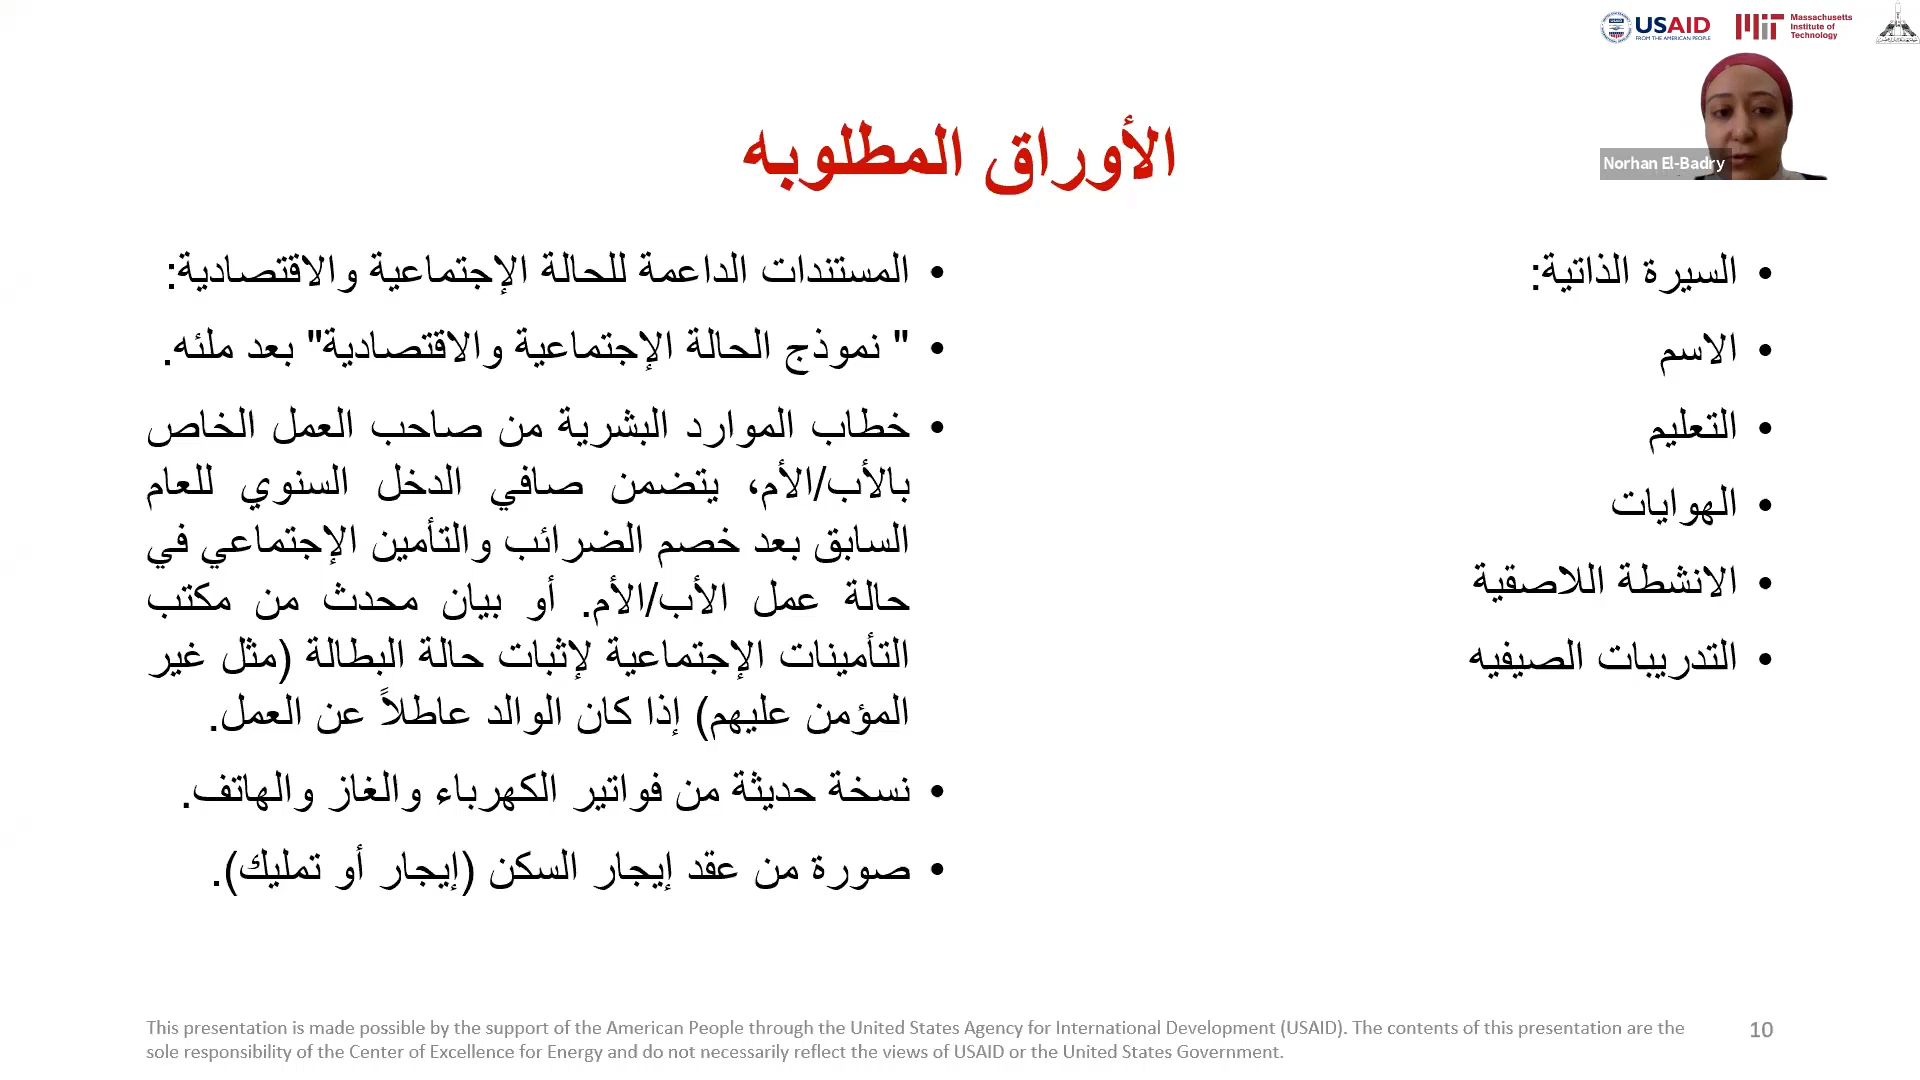 USAID
FROM THE AMERICAN PEOPLE
MIT
Massachusetts
Institute of
Technology
Norhan El-Badry
الأوراق المطلوبه
• السيرة الذاتية:
• الاسم
• التعليم
• الهوايات
• الانشطة اللاصقية
• التدريبات الصيفيه
• المستندات الداعمة للحالة الإجتماعية والاقتصادية:
• " نموذج الحالة الإجتماعية والاقتصادية" بعد ملئه.
• خطاب الموارد البشرية من صاحب العمل الخاص
بالأب/الأم، يتضمن صافي الدخل السنوي للعام
السابق بعد خصم الضرائب والتأمين الإجتماعي في
حالة عمل الأب/الأم. أو بيان محدث من مكتب
التأمينات الإجتماعية لإثبات حالة البطالة (مثل غير
المؤمن عليهم) إذا كان الوالد عاطلاً عن العمل.
• نسخة حديثة من فواتير الكهرباء والغاز والهاتف.
• صورة من عقد إيجار السكن (إيجار أو تمليك).
This presentation is made possible by the support of the American People through the United States Agency for International Development (USAID). The contents of this presentation are the
sole responsibility of the Center of Excellence for Energy and do not necessarily reflect the views of USAID or the United States Government.
10